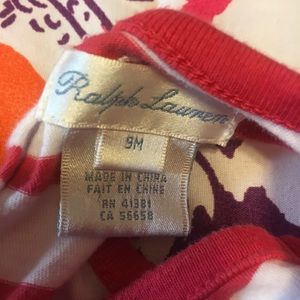 Ralph Lauren
9M
MADE IN CHINA
FAIT EN CHINE
RN 41381
CA 56658